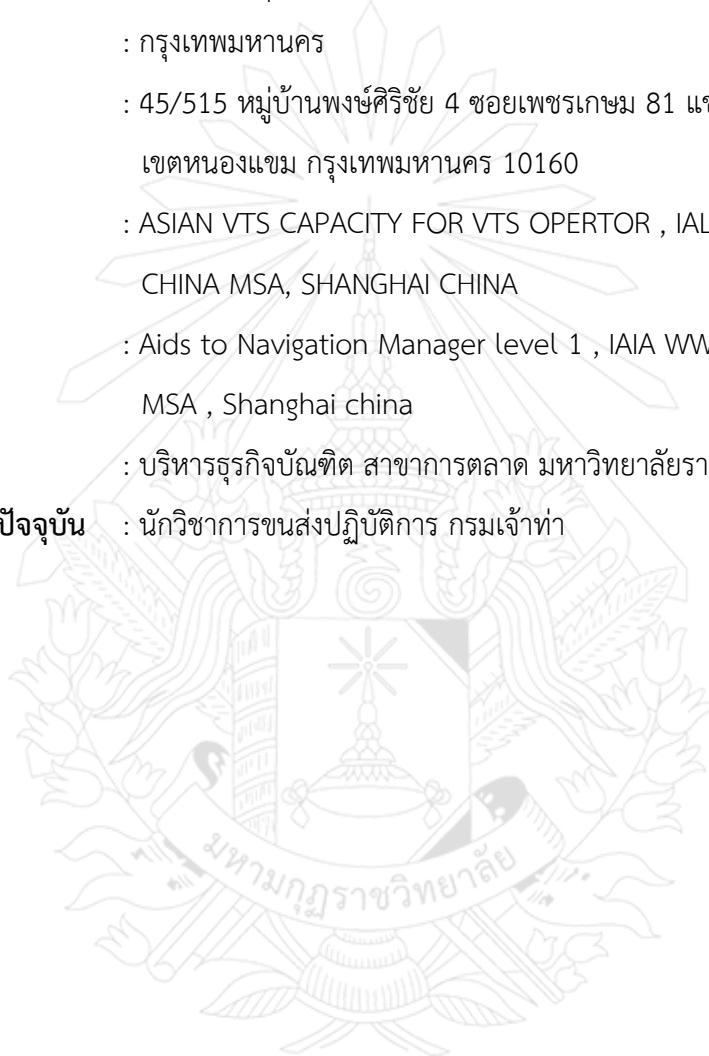 : กรุงเทพมหานคร
: 45/515 หมู่บ้านพงษ์ศิริชัย 4 ซอยเพชรเกษม 81
เขตหนองแขม กรุงเทพมหานคร 10160
: ASIAN VTS CAPACITY FOR VTS OPERTOR ,
CHINA MSA, SHANGHAI CHINA
: Aids to Navigation Manager level 1 , IAIA
MSA , Shanghai china
: บริหารธุรกิจบัณฑิต สาขาการตลาด
ปัจจุบัน : นักวิชาการขนส่งปฏิบัติการ กรมเจ้าท่า
มหามกุฏราชวิทยาลัย